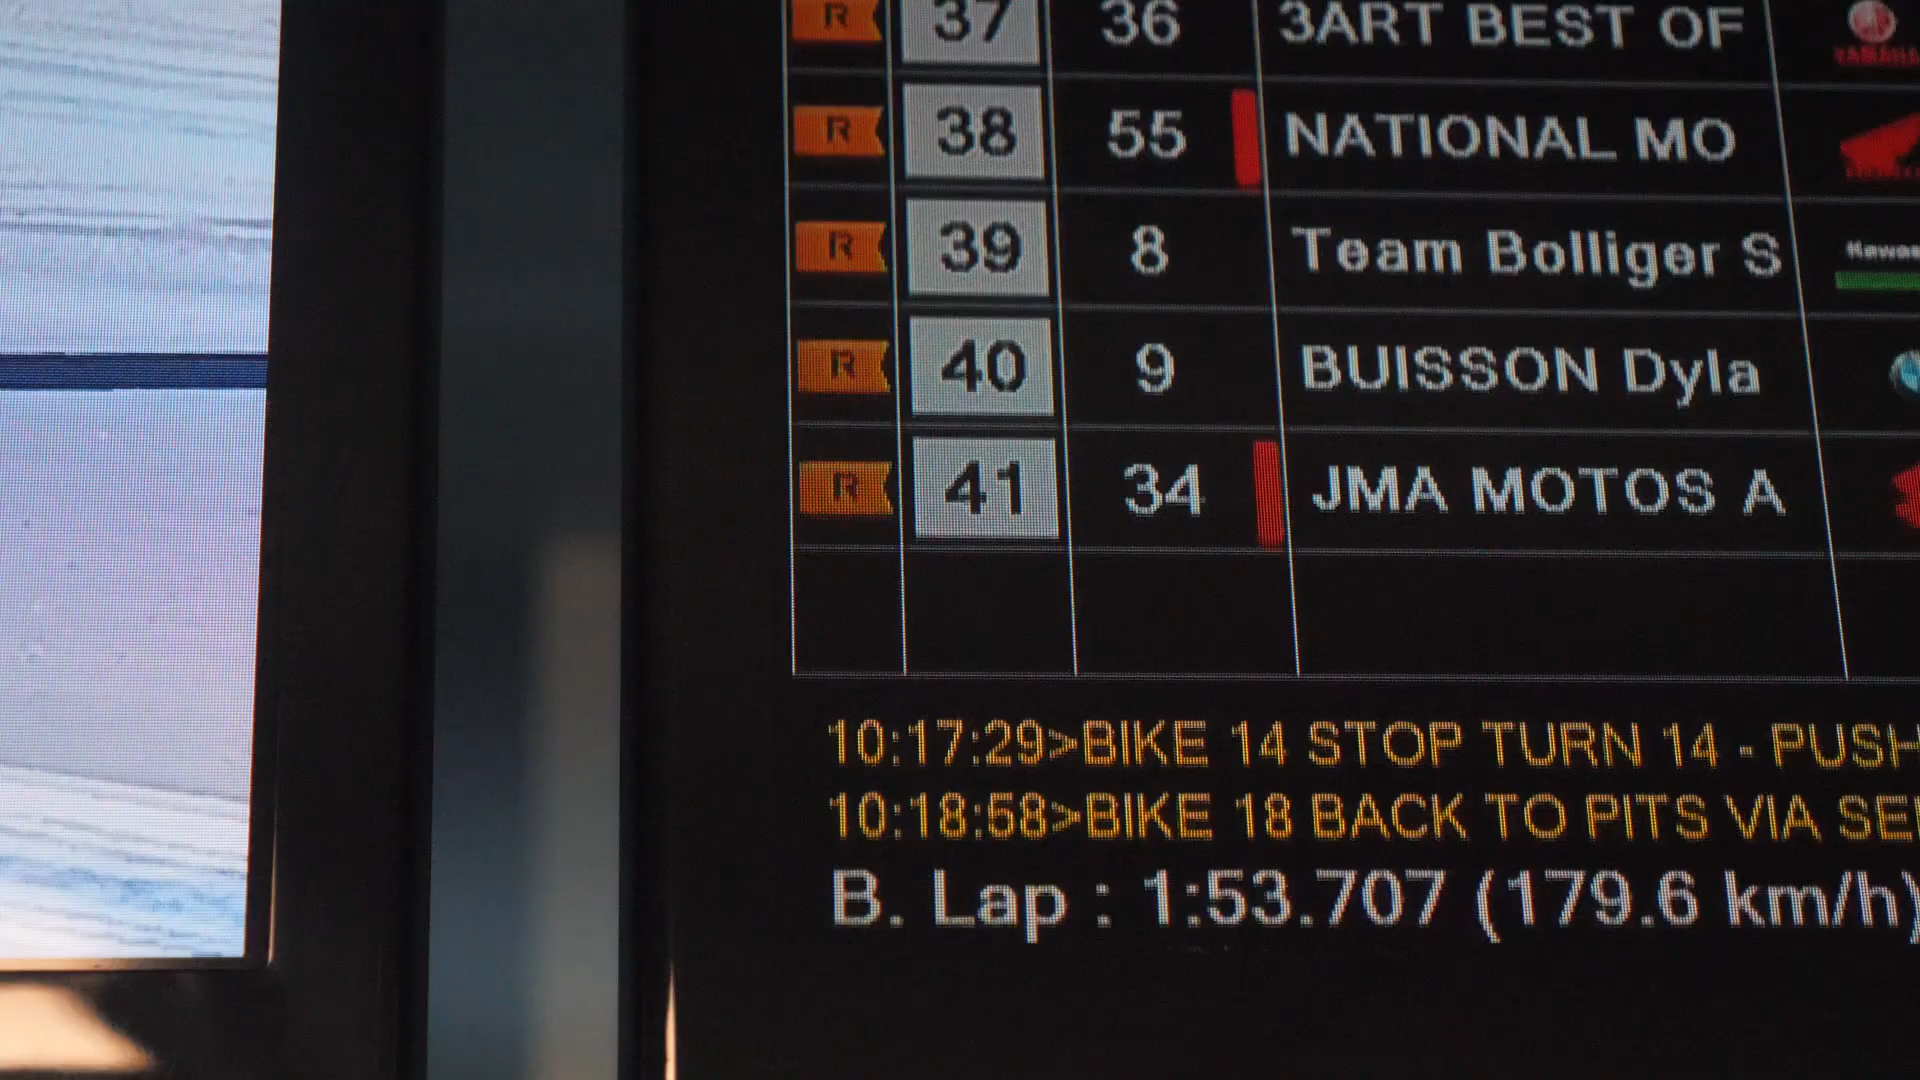 R 37 36 3ART BEST OF YAMAHA
R 38 55 NATIONAL MO
R 39 8 Team Bolliger S Kawas
R 40 9 BUISSON Dyla
R 41 34 JMA MOTOS A
10:17:29>BIKE 14 STOP TURN 14 - PUSH
10:18:58>BIKE 18 BACK TO PITS VIA SE
B. Lap : 1:53.707 (179.6 km/h)